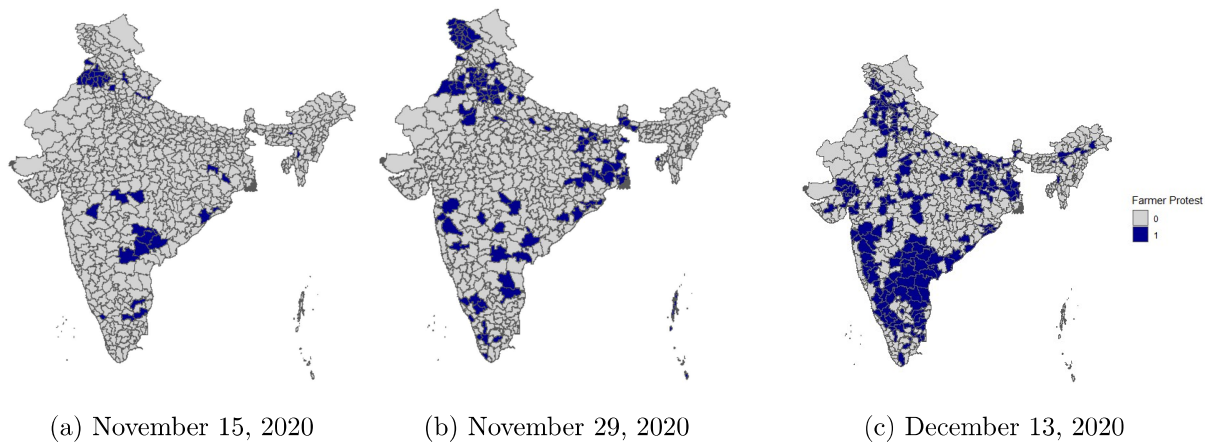 Farmer Protest
0
1
(a) November 15, 2020
(b) November 29, 2020
(c) December 13, 2020